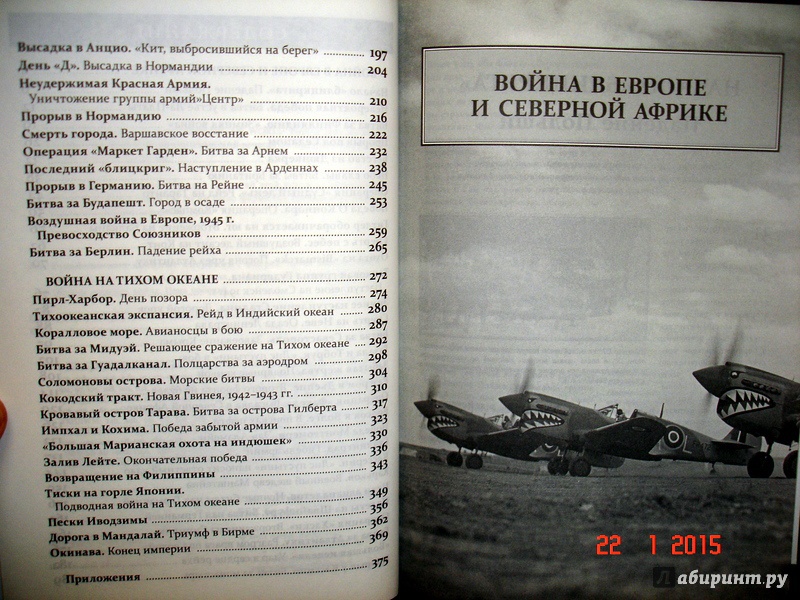 Высадка в Анцио. «Кит, выбросившийся на берег» ........... 197
День «Д». Высадка в Нормандии ........... 204
Неудержимая Красная Армия.
Уничтожение группы армий»Центр» ........... 210
Прорыв в Нормандию ........... 216
Смерть города. Варшавское восстание ........... 222
Операция «Маркет Гарден». Битва за Арнем ........... 232
Последний «блицкриг». Наступление в Арденнах ........... 238
Прорыв в Германию. Битва на Рейне ........... 245
Битва за Будапешт. Город в осаде ........... 253
Воздушная война в Европе, 1945 г.
Превосходство Союзников ........... 259
Битва за Берлин. Падение рейха ........... 265
ВОЙНА НА ТИХОМ ОКЕАНЕ ........... 272
Пирл-Харбор. День позора ........... 274
Тихоокеанская экспансия. Рейд в Индийский океан ....... 280
Коралловое море. Авианосцы в бою ........... 287
Битва за Мидуэй. Решающее сражение на Тихом океане ..... 292
Битва за Гуадалканал. Полцарства за аэродром ........... 298
Соломоновы острова. Морские битвы ........... 304
Кокодский тракт. Новая Гвинея, 1942–1943 гг. ........... 310
Кровавый остров Тарава. Битва за острова Гилберта ........ 317
Импхал и Кохима. Победа забытой армии ........... 323
«Большая Марианская охота на индюшек» ........... 330
Залив Лейте. Окончательная победа ........... 336
Возвращение на Филиппины ........... 343
Тиски на горле Японии.
Подводная война на Тихом океане ........... 349
Пески Иводзимы ........... 356
Дорога в Мандалай. Триумф в Бирме ........... 362
Окинава. Конец империи ........... 369
Приложения ........... 375
ВОЙНА В ЕВРОПЕ
И СЕВЕРНОЙ АФРИКЕ
L
22 1 2015
Лабиринт.ру